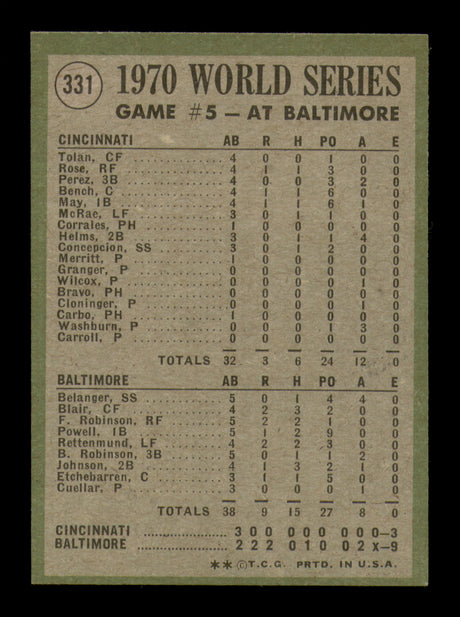 331 1970 WORLD SERIES
GAME #5 — AT BALTIMORE
CINCINNATI AB R H PO A E
Tolan, CF 4 0 0 1 0 0
Rose, RF 4 1 1 3 0 0
Perez, 3B 4 0 0 3 2 0
Bench, C 4 1 1 6 0 0
May, 1B 4 1 1 6 1 0
McRae, LF 3 0 1 1 0 0
Corrales, PH 1 0 0 0 0 0
Helms, 2B 3 0 1 1 4 0
Concepcion, SS 3 0 1 2 0 0
Merritt, P 1 0 0 0 0 0
Granger, P 0 0 0 0 0 0
Wilcox, P 0 0 0 0 1 0
Bravo, PH 0 0 0 0 0 0
Cloninger, P 0 0 0 0 1 0
Carbo, PH 1 0 0 0 0 0
Washburn, P 0 0 0 1 3 0
Carroll, P 0 0 0 0 0 0
TOTALS 32 3 6 24 12 0
BALTIMORE AB R H PO A E
Belanger, SS 5 0 1 4 4 0
Blair, CF 4 2 3 2 0 0
F. Robinson, RF 5 2 2 1 0 0
Powell, 1B 5 1 2 9 0 0
Rettenmund, LF 4 2 2 3 0 0
B. Robinson, 3B 5 0 1 1 2 0
Johnson, 2B 4 1 3 2 1 0
Etchebarren, C 3 1 1 5 0 0
Cuellar, P 3 0 0 0 1 0
TOTALS 38 9 15 27 8 0
CINCINNATI 3 0 0 0 0 0 0 0 0—3
BALTIMORE 2 2 2 0 1 0 0 2 x—9
**©T.C.G. PRTD. IN U.S.A.